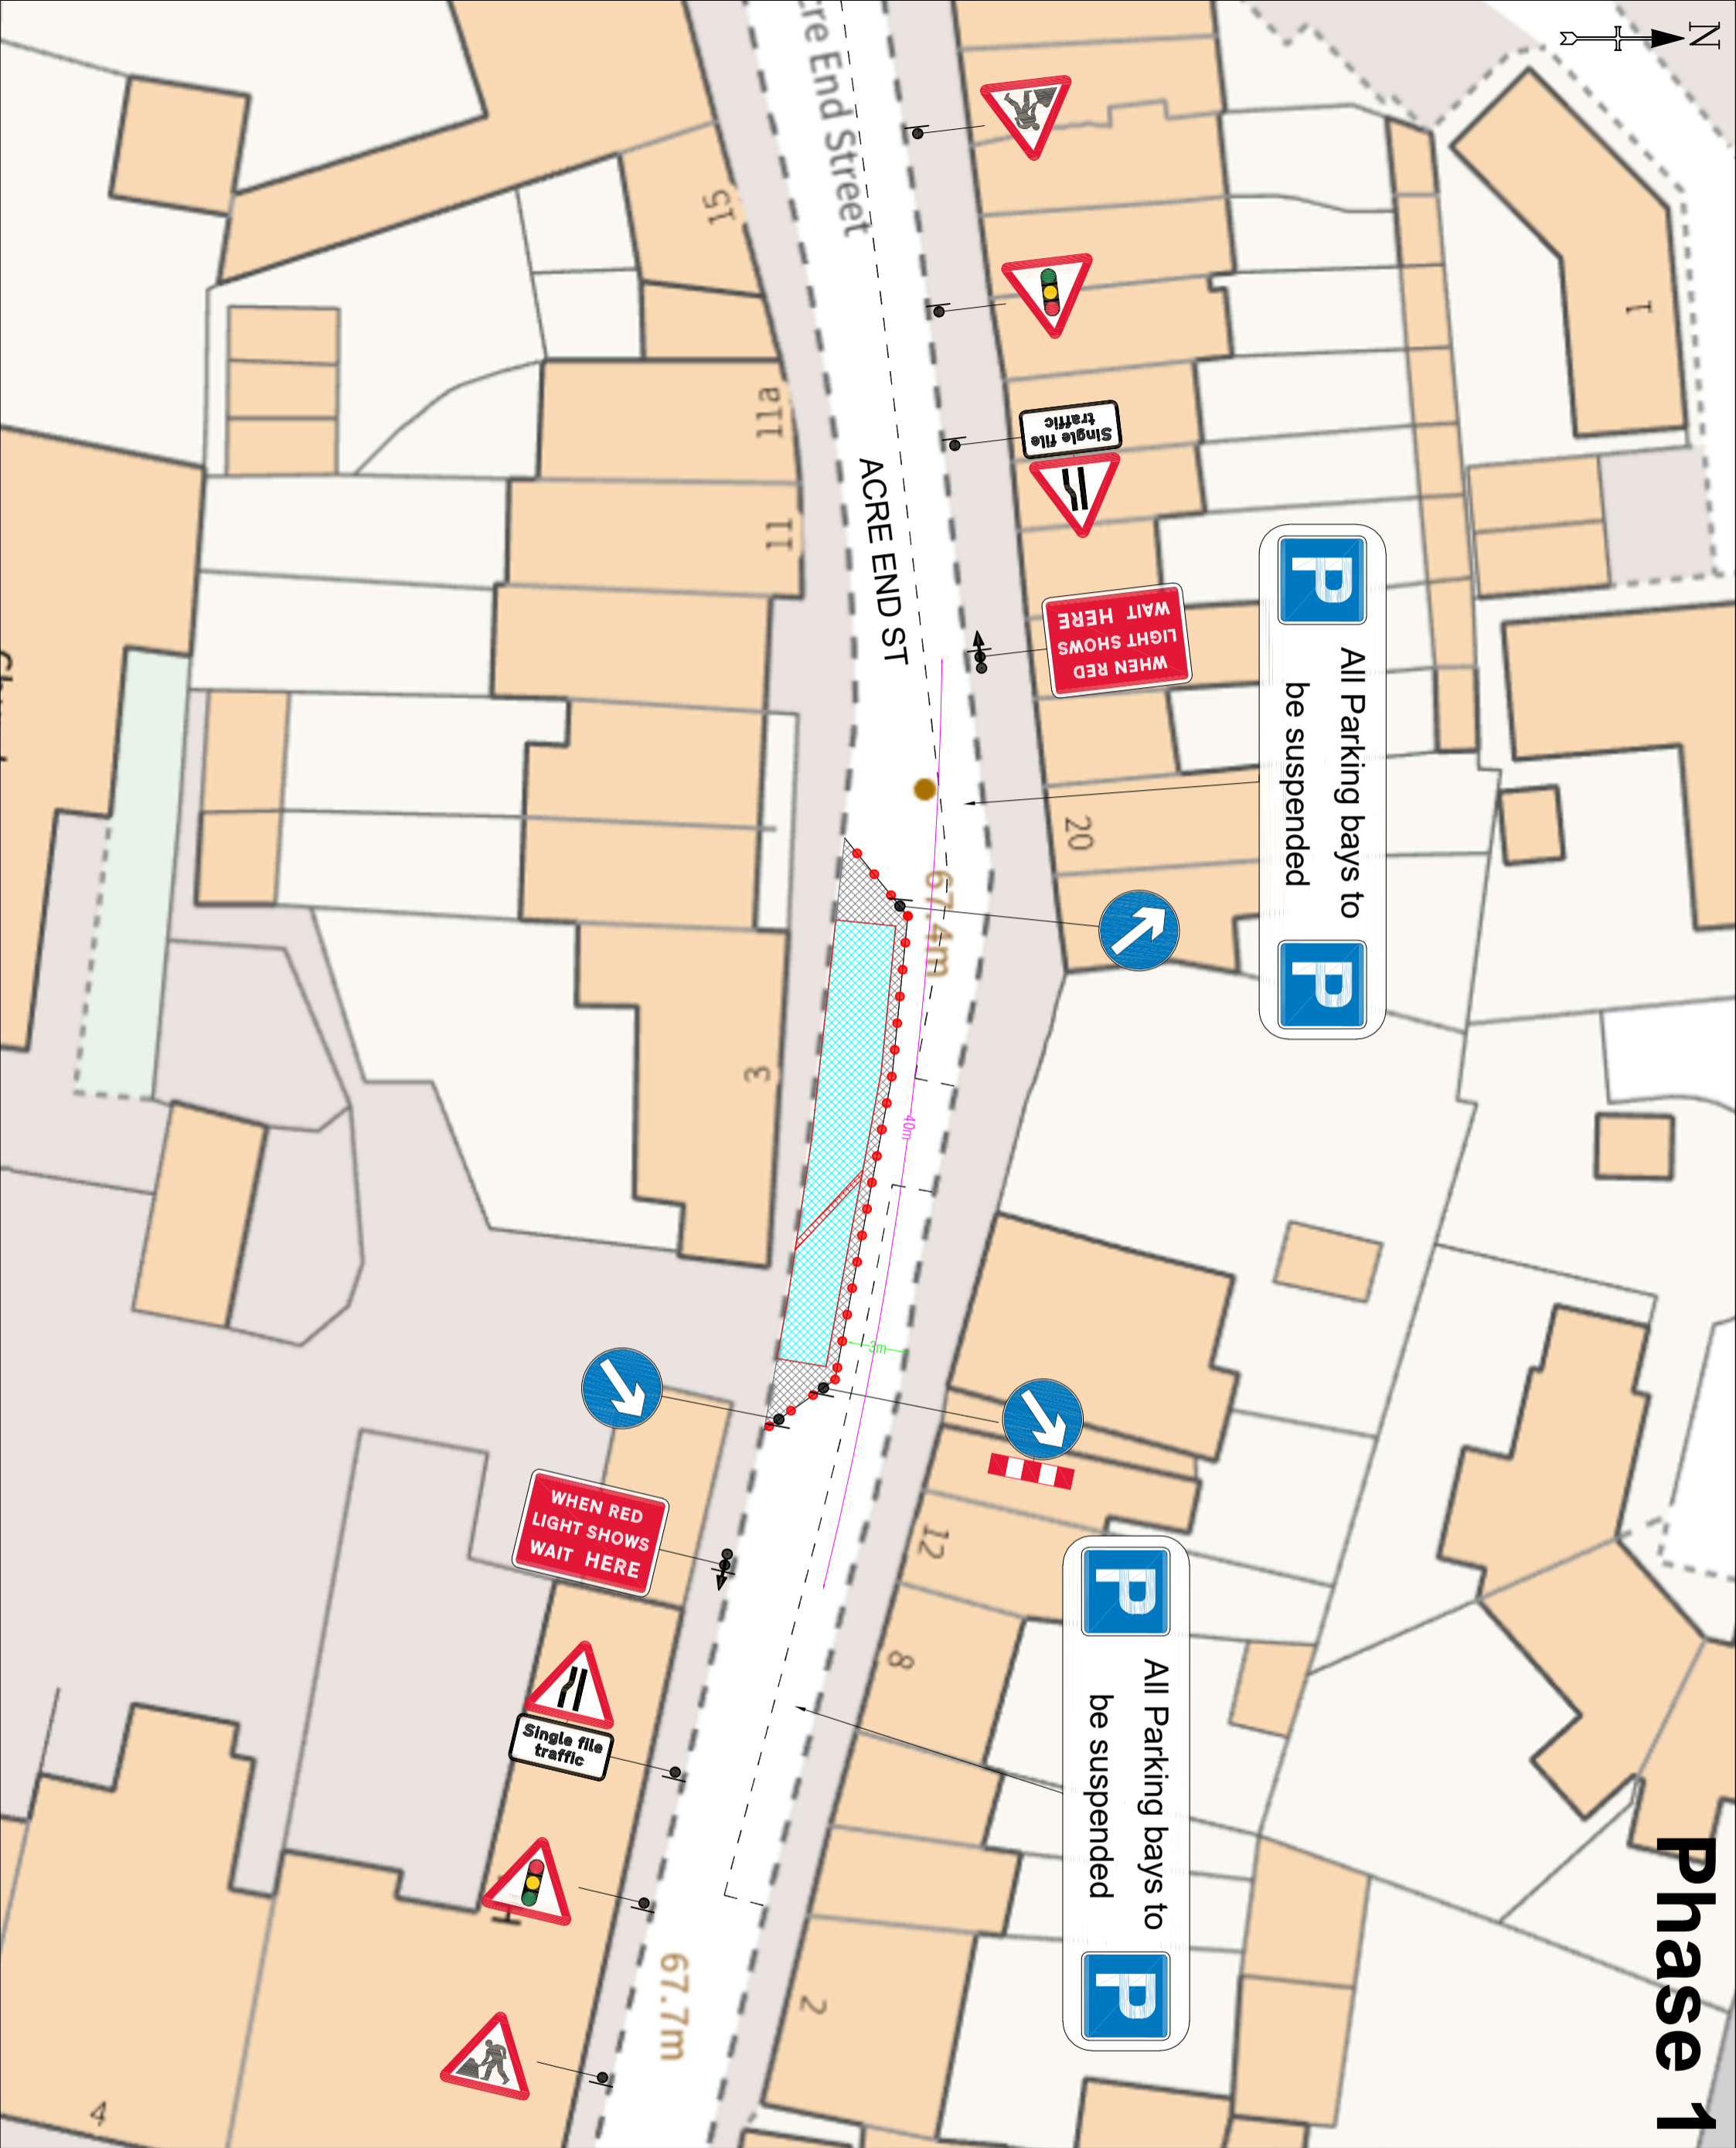 N
Phase 1
cre End Street
ACRE END ST
15
11a
11
3
1
20
12
8
2
4
H
67.4m
67.7m
40m
3m
Single file
traffic
WHEN RED
LIGHT SHOWS
WAIT HERE
P
All Parking bays to
be suspended
P
WHEN RED
LIGHT SHOWS
WAIT HERE
Single file
traffic
P
All Parking bays to
be suspended
P